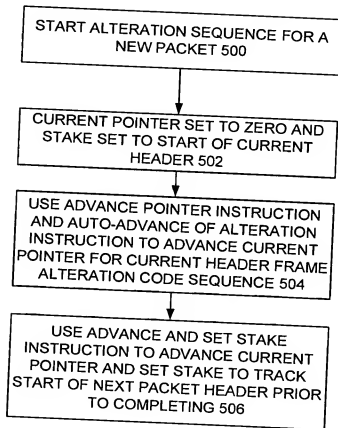 START ALTERATION SEQUENCE FOR A
NEW PACKET 500
CURRENT POINTER SET TO ZERO AND
STAKE SET TO START OF CURRENT
HEADER 502
USE ADVANCE POINTER INSTRUCTION
AND AUTO-ADVANCE OF ALTERATION
INSTRUCTION TO ADVANCE CURRENT
POINTER FOR CURRENT HEADER FRAME
ALTERATION CODE SEQUENCE 504
USE ADVANCE AND SET STAKE
INSTRUCTION TO ADVANCE CURRENT
POINTER AND SET STAKE TO TRACK
START OF NEXT PACKET HEADER PRIOR
TO COMPLETING 506